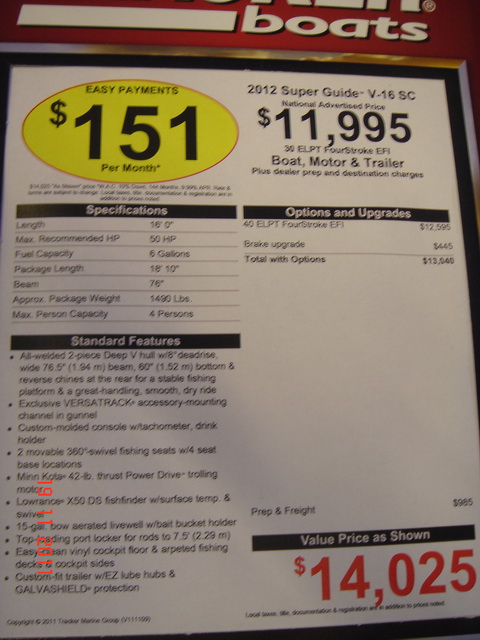 boats
EASY PAYMENTS
$151
Per Month*
2012 Super Guide™ V-16 SC
National Advertised Price
$11,995
30 ELPT FourStroke EFI
Boat, Motor & Trailer
Plus dealer prep and destination charges
Specifications
Length 16' 0"
Max. Recommended HP 50 HP
Fuel Capacity 6 Gallons
Package Length 18' 10"
Beam 76"
Approx. Package Weight 1490 Lbs.
Max. Person Capacity 4 Persons
Options and Upgrades
40 ELPT FourStroke EFI $12,595
Brake upgrade $445
Total with Options $13,040
Standard Features
• All-welded 2-piece Deep V hull w/8° deadrise,
wide 76.5" (1.94 m) beam, 60" (1.52 m) bottom &
reverse chines at the rear for a stable fishing
platform & a great-handling, smooth, dry ride
• Exclusive VERSATRACK® accessory-mounting
channel in gunnel
• Custom-molded console w/tachometer, drink
holder
• 2 movable 360°-swivel fishing seats w/4 seat
base locations
• Minn Kota® 42-lb. thrust Power Drive™ trolling
motor
• Lowrance® X50 DS fishfinder w/surface temp. &
swivel
• 15-gal. bow aerated livewell w/bait bucket holder
• Top-loading port locker for rods to 7.5' (2.29 m)
• Easy-clean vinyl cockpit floor & arpeted fishing
decks & cockpit sides
• Custom-fit trailer w/EZ lube hubs &
GALVASHIELD® protection
Prep & Freight $985
Value Price as Shown
$14,025
Local taxes, title, documentation & registration are in addition to prices noted.
Copyright © 2011 Tracker Marine Group (V111109)